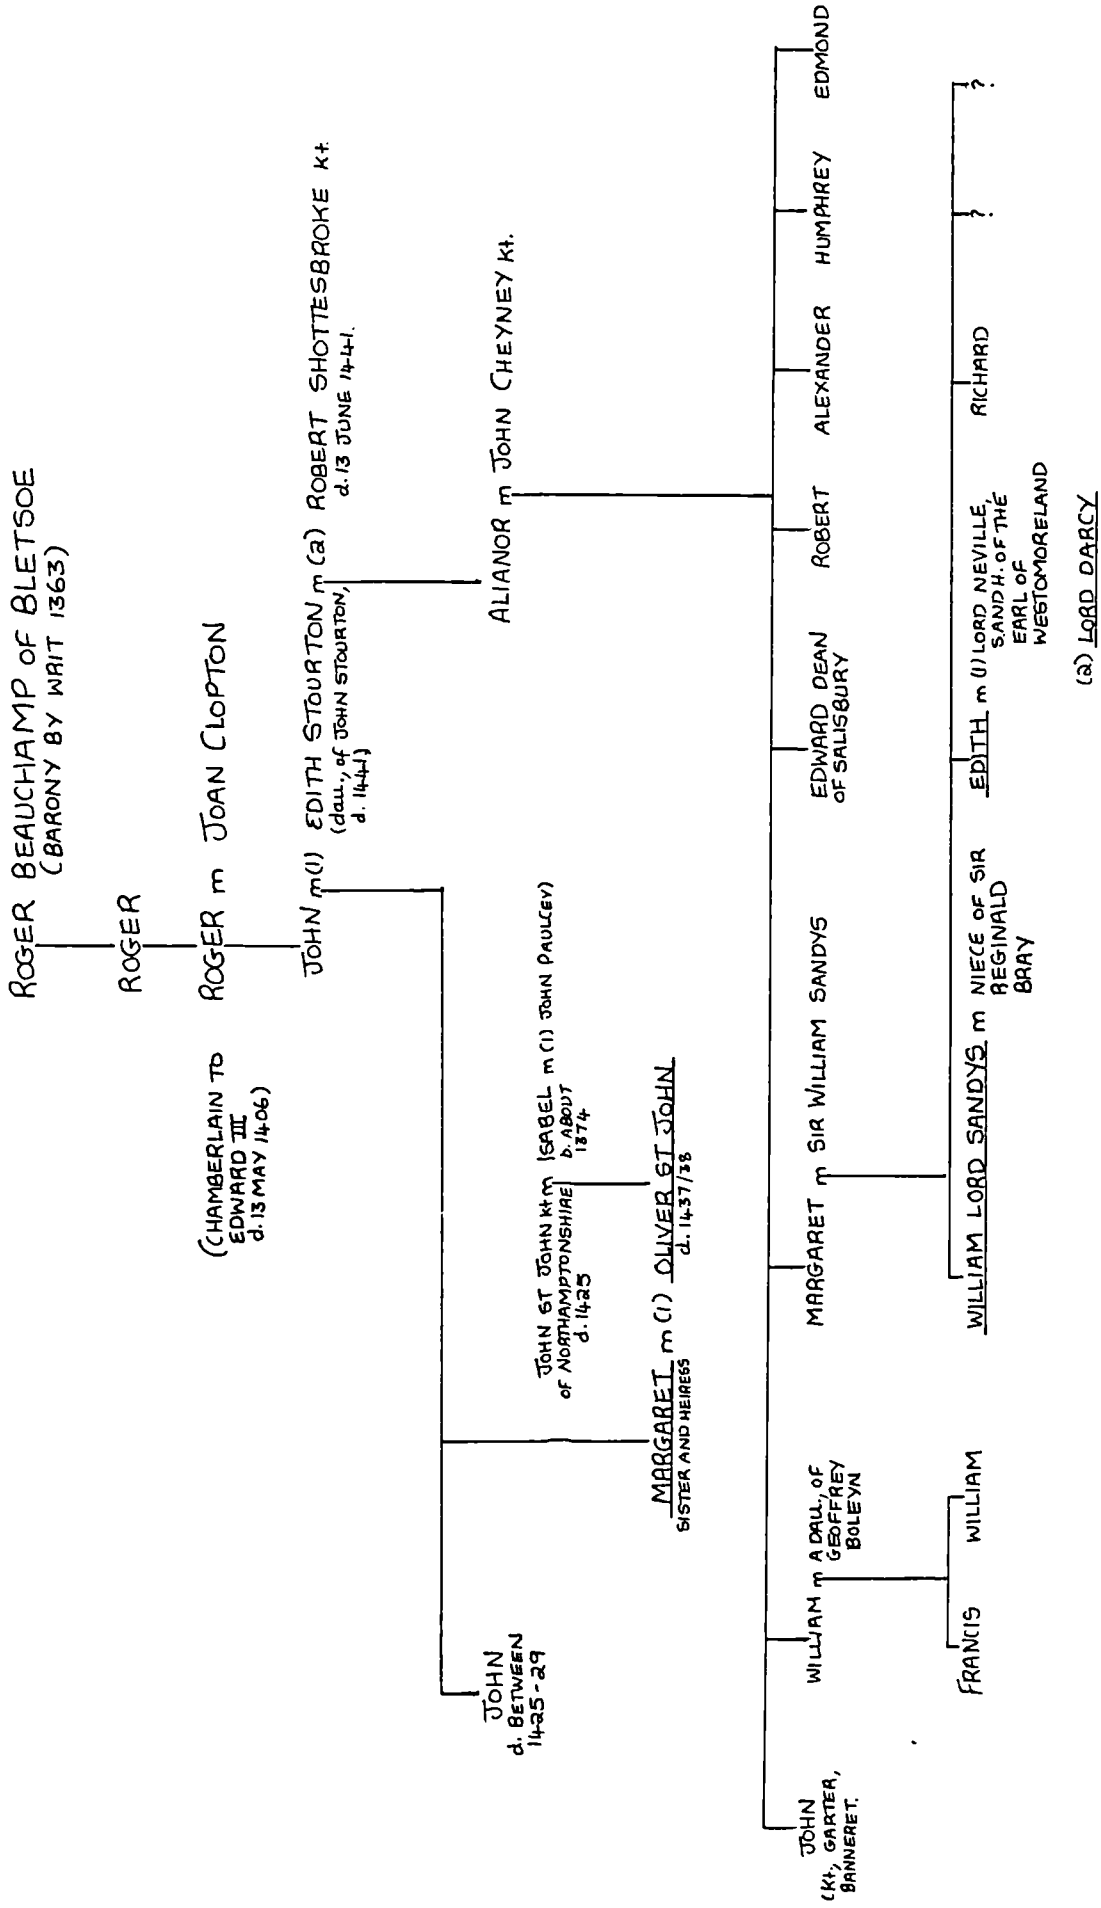 ROGER BEAUCHAMP OF BLETSOE
(BARONY BY WRIT 1363)
ROGER
(CHAMBERLAIN TO
EDWARD III
d. 13 MAY 1406)
ROGER m JOAN CLOPTON
JOHN m (1) EDITH STOURTON m (2) ROBERT SHOTTESBROKE Kt.
(dau., of JOHN STOURTON,
d. 1441)
d. 13 JUNE 1441.
JOHN
d. BETWEEN
1425-29
ALIANOR m JOHN CHEYNEY Kt.
JOHN ST JOHN Kt m ISABEL m (1) JOHN PAULLEY)
OF NORTHAMPTONSHIRE
d. 1425
b. ABOUT
1374
MARGARET m (1) OLIVER ST JOHN
SISTER AND HEIRESS
d. 1437/38
JOHN
(Kt., GARTER,
BANNERET.
WILLIAM m A DAU., OF
GEOFFREY
BOLEYN
MARGARET m SIR WILLIAM SANDYS
EDWARD DEAN
OF SALISBURY
ROBERT
ALEXANDER
HUMPHREY
EDMOND
FRANCIS
WILLIAM
WILLIAM LORD SANDYS m NIECE OF SIR
REGINALD
BRAY
EDITH m (1) LORD NEVILLE,
S. AND H. OF THE
EARL OF
WESTOMORELAND
(2) LORD DARCY
RICHARD
?.
?.